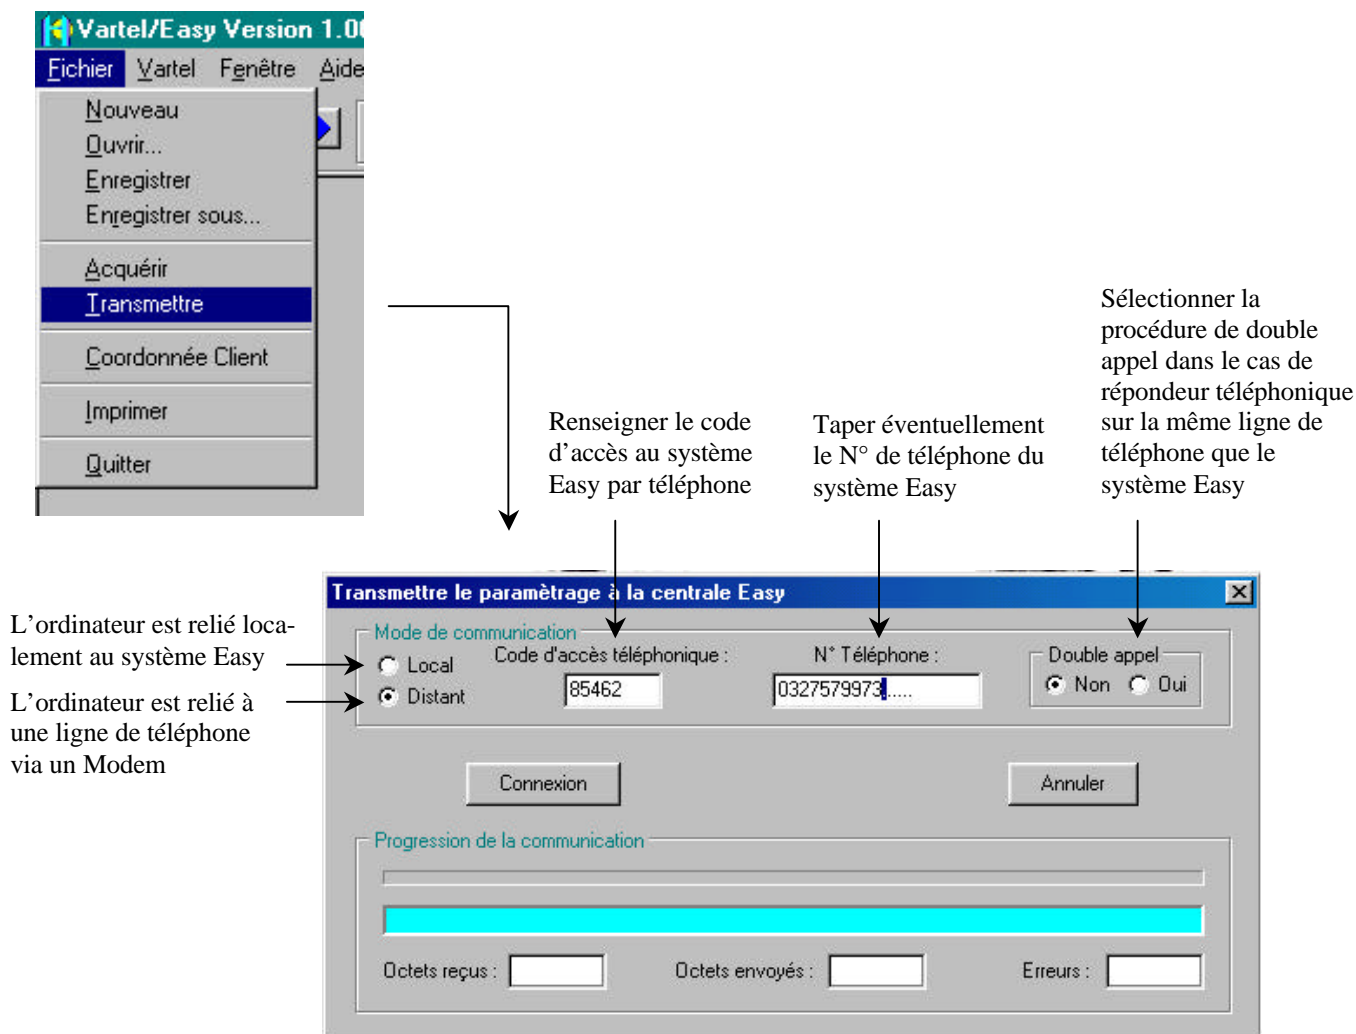 Vartel/Easy Version 1.00
Fichier Vartel Fenêtre Aide
Nouveau
Ouvrir...
Enregistrer
Enregistrer sous...
Acquérir
Transmettre
Coordonnée Client
Imprimer
Quitter
Sélectionner la
procédure de double
appel dans le cas de
répondeur téléphonique
sur la même ligne de
téléphone que le
système Easy
Renseigner le code
d’accès au système
Easy par téléphone
Taper éventuellement
le N° de téléphone du
système Easy
L’ordinateur est relié loca-
lement au système Easy
L’ordinateur est relié à
une ligne de téléphone
via un Modem
Transmettre le paramètrage à la centrale Easy
Mode de communication
Local
Distant
Code d'accès téléphonique :
85462
N° Téléphone :
0327579973......
Double appel
Non Oui
Connexion
Annuler
Progression de la communication
Octets reçus :
Octets envoyés :
Erreurs :